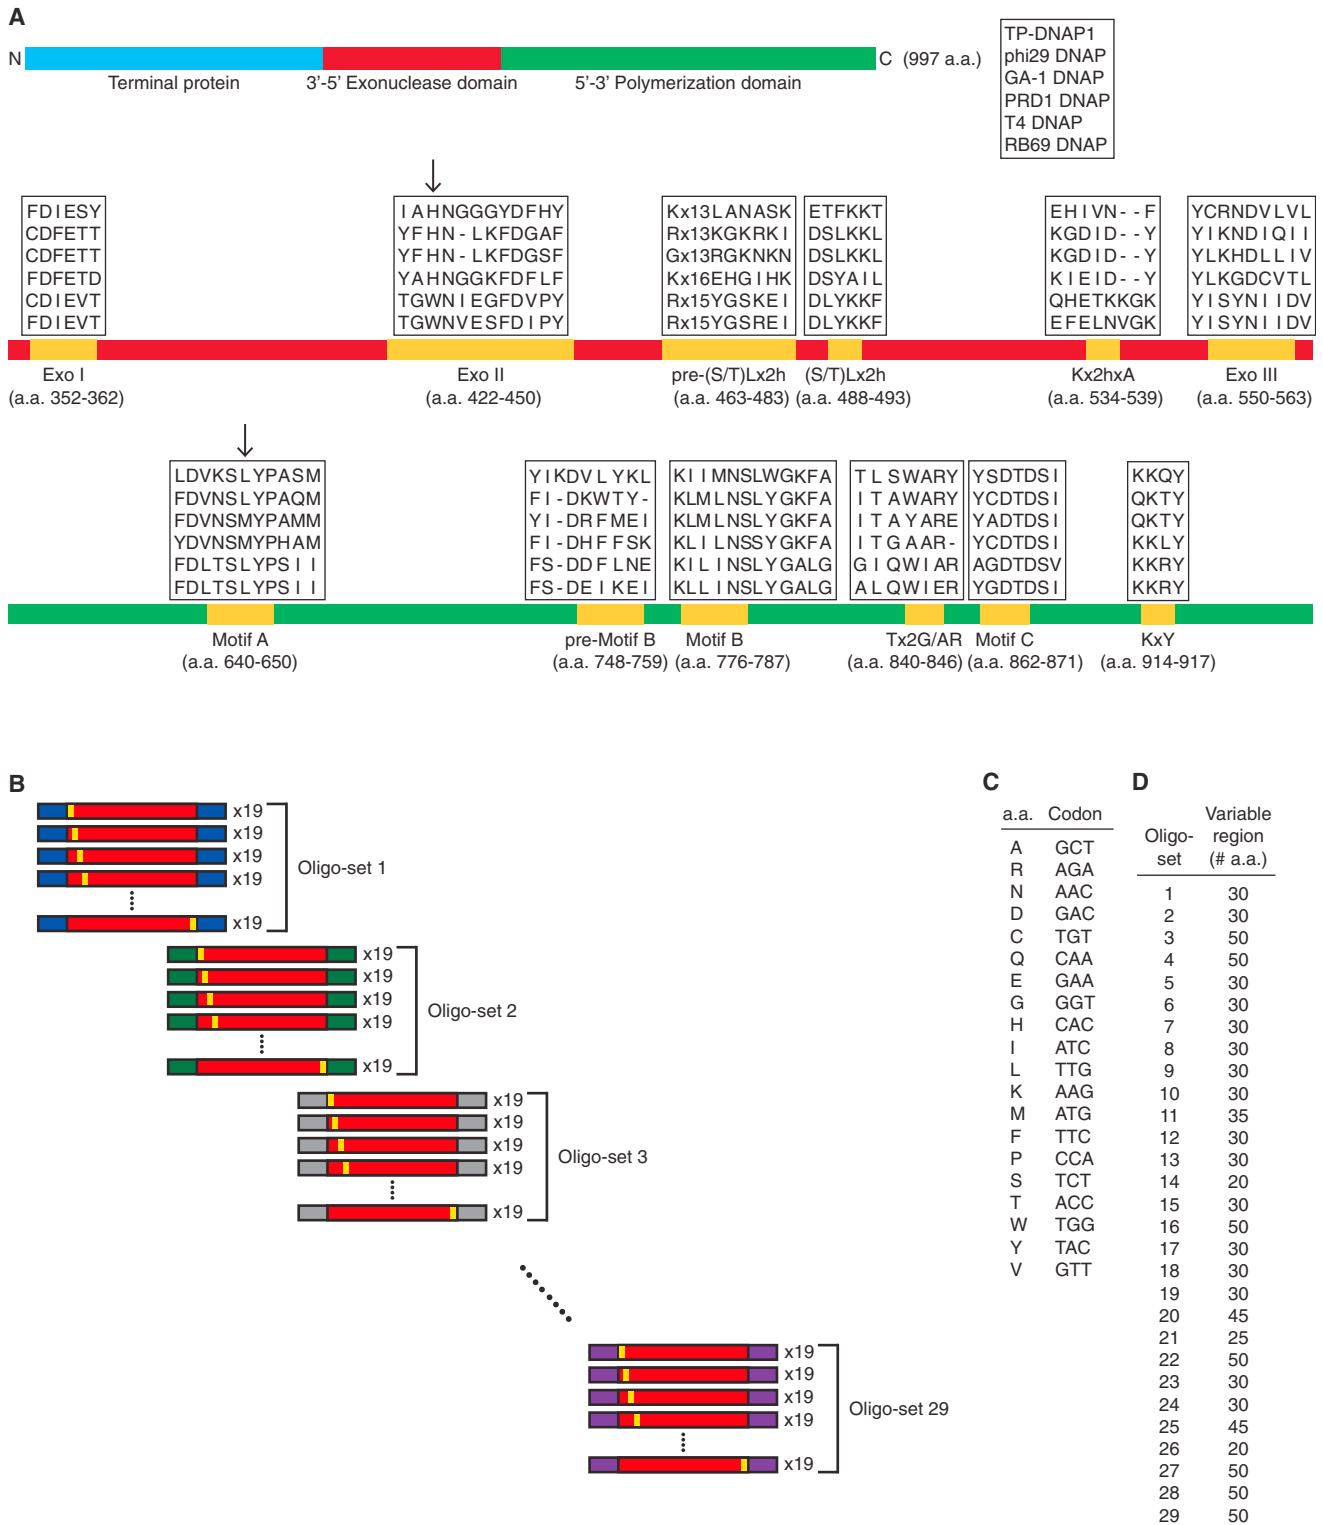 A
N
C (997 a.a.)
Terminal protein
3'-5' Exonuclease domain
5'-3' Polymerization domain
TP-DNAP1
phi29 DNAP
GA-1 DNAP
PRD1 DNAP
T4 DNAP
RB69 DNAP
FDIESY
CDFETT
CDFETT
FDFETD
CDIEVT
FDIEVT
IAHNGGGYDFHY
YFHN-LKFDGAF
YFHN-LKFDGSF
YAHNGGKFDFLF
TGWNIEGFDVPY
TGWNVESFDIPY
Kx13LANASK
Rx13KGKRKI
Gx13RGKNKN
Kx16EHGIHK
Rx15YGSKEI
Rx15YGSREI
ETFKKT
DSLKKL
DSLKKL
DSYAIL
DLYKKF
DLYKKF
EHIVN--F
KGDID--Y
KGDID--Y
KIEID--Y
QHETKKGK
EFELNVGK
YCRNDVLVL
YIKNDIQII
YLKHDLLIV
YLKGDCVTL
YISYNIIDV
YISYNIIDV
Exo I
(a.a. 352-362)
Exo II
(a.a. 422-450)
pre-(S/T)Lx2h
(a.a. 463-483)
(S/T)Lx2h
(a.a. 488-493)
Kx2hxA
(a.a. 534-539)
Exo III
(a.a. 550-563)
LDVKSLYPASM
FDVNSLYPAQM
FDVNSMYPAMM
YDVNSMYPHAM
FDLTSLYPSII
FDLTSLYPSII
YIKDVLYKL
FI-DKWTY-
YI-DRFMEI
FI-DHFFSK
FS-DDFLNE
FS-DEIKEI
KIIMNSLWGKFA
KLMLNSLYGKFA
KLMLNSLYGKFA
KLILNSSYGKFA
KILINSLYGALG
KLLINSLYGALG
TLSWARY
ITAWARY
ITAYARE
ITGAAR-
GIQWIAR
ALQWIER
YSDTDSI
YCDTDSI
YADTDSI
YCDTDSI
AGDTDSV
YGDTDSI
KKQY
QKTY
QKTY
KKLY
KKRY
KKRY
Motif A
(a.a. 640-650)
pre-Motif B
(a.a. 748-759)
Motif B
(a.a. 776-787)
Tx2G/AR
(a.a. 840-846)
Motif C
(a.a. 862-871)
KxY
(a.a. 914-917)
B
x19
x19
x19
x19
x19
Oligo-set 1
x19
x19
x19
x19
x19
Oligo-set 2
x19
x19
x19
x19
x19
Oligo-set 3
x19
x19
x19
x19
x19
Oligo-set 29
C
a.a. Codon
A GCT
R AGA
N AAC
D GAC
C TGT
Q CAA
E GAA
G GGT
H CAC
I ATC
L TTG
K AAG
M ATG
F TTC
P CCA
S TCT
T ACC
W TGG
Y TAC
V GTT
D
Oligo-
set
Variable
region
(# a.a.)
1 30
2 30
3 50
4 50
5 30
6 30
7 30
8 30
9 30
10 30
11 35
12 30
13 30
14 20
15 30
16 50
17 30
18 30
19 30
20 45
21 25
22 50
23 30
24 30
25 45
26 20
27 50
28 50
29 50